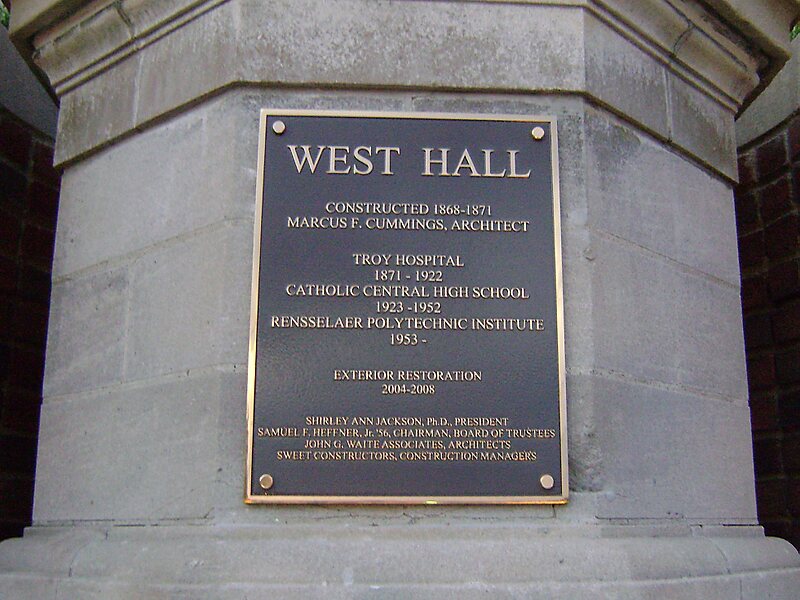 WEST HALL
CONSTRUCTED 1868-1871
MARCUS F. CUMMINGS, ARCHITECT
TROY HOSPITAL
1871 - 1922
CATHOLIC CENTRAL HIGH SCHOOL
1923 -1952
RENSSELAER POLYTECHNIC INSTITUTE
1953 -
EXTERIOR RESTORATION
2004-2008
SHIRLEY ANN JACKSON, Ph.D., PRESIDENT
SAMUEL F. HEFFNER, Jr. '56, CHAIRMAN, BOARD OF TRUSTEES
JOHN G. WAITE ASSOCIATES, ARCHITECTS
SWEET CONSTRUCTORS, CONSTRUCTION MANAGERS